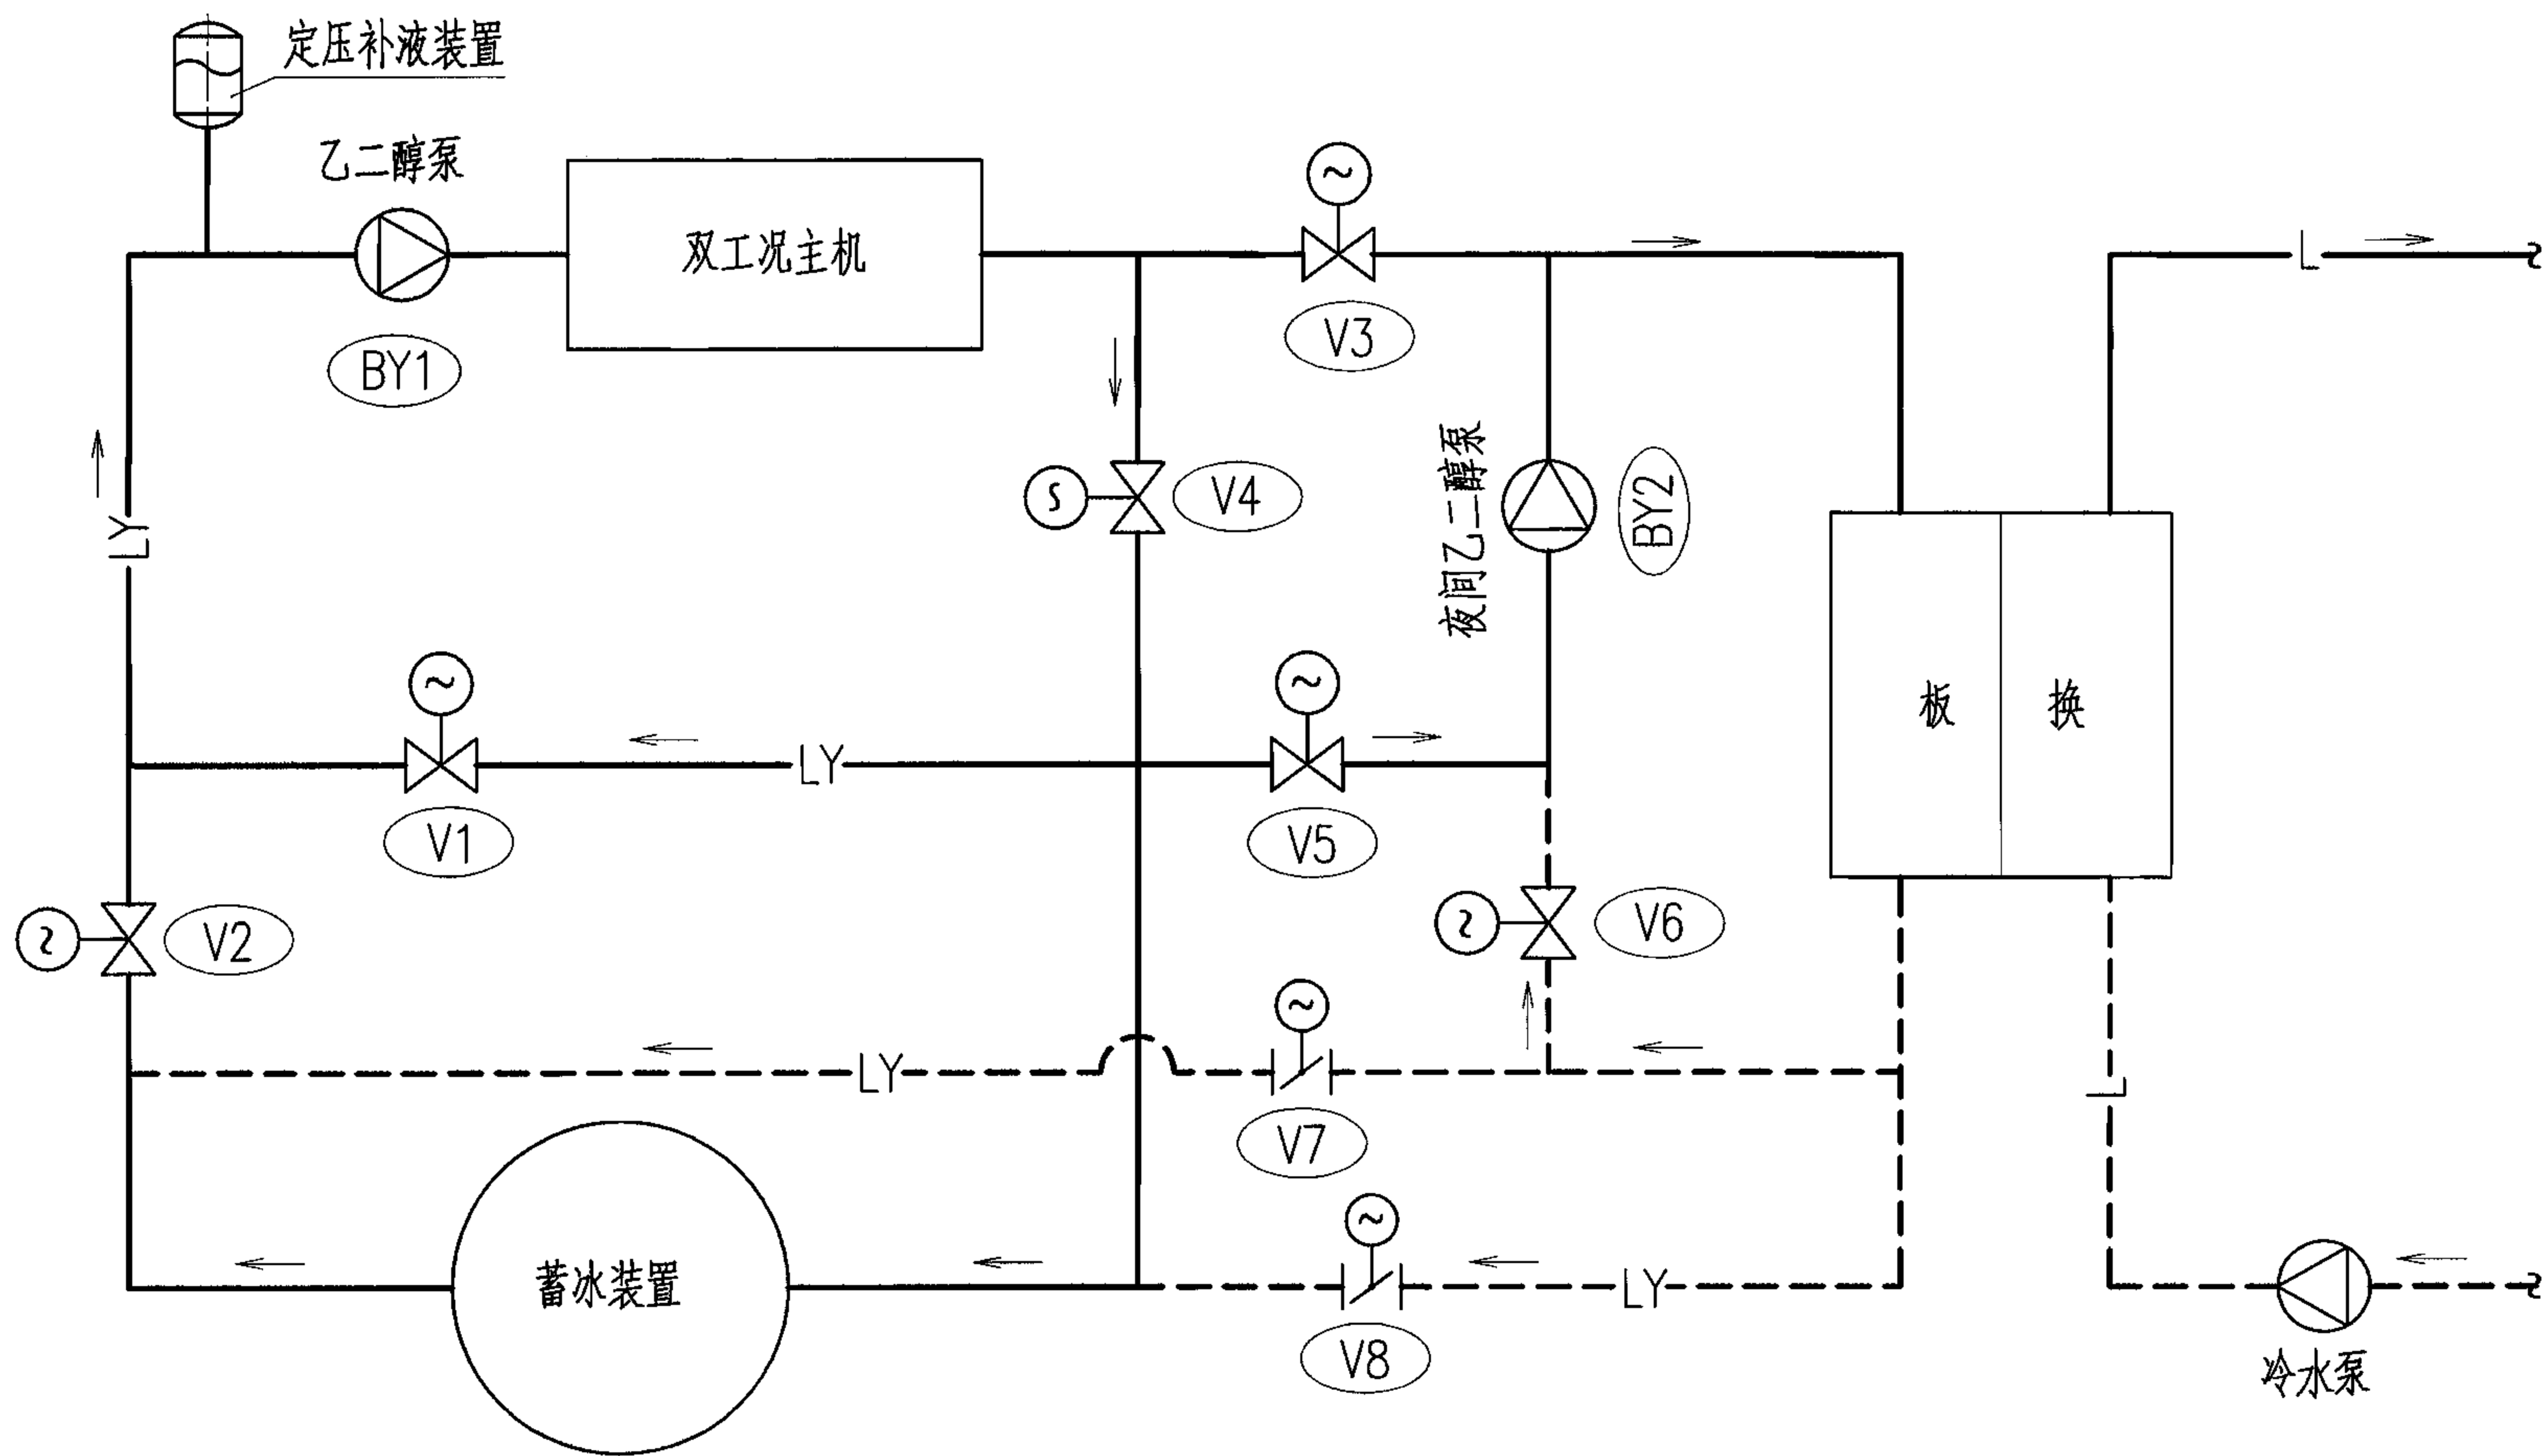 定压补液装置
乙二醇泵
双工况主机
BY1
V3
L
V4
夜间乙二醇泵
BY2
LY
板 换
LY
V1
V5
V2
V6
LY
L
V7
蓄冰装置
LY
V8
冷水泵